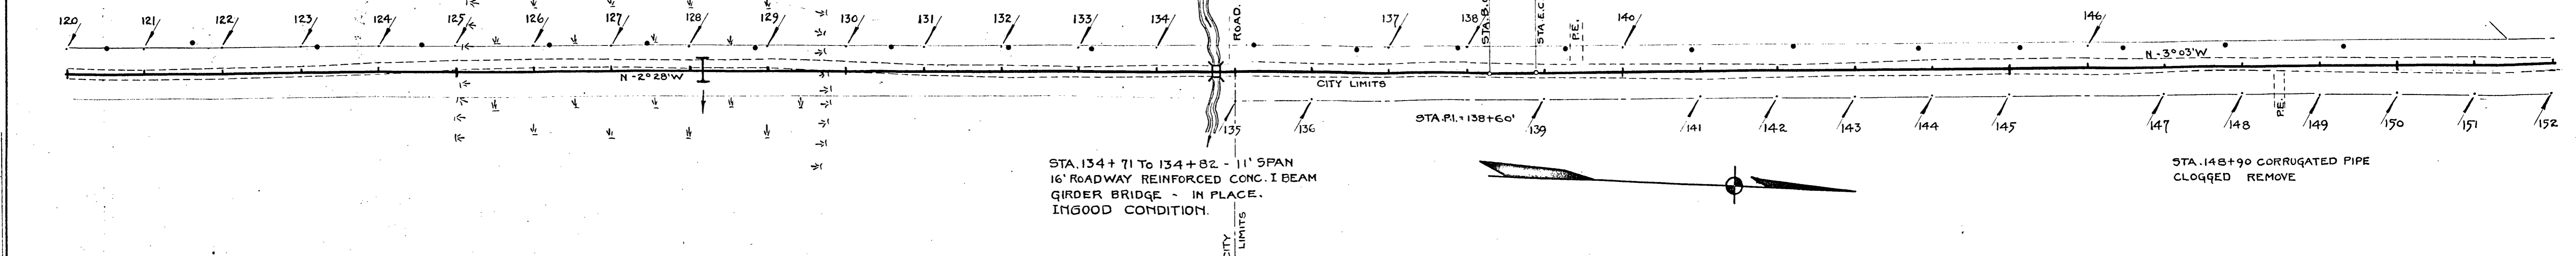 120 121 122 123 124 125 126 127 128 129 130 131 132 133 134 137 138 140 146
ROAD.
STA.B.
STA.E.C.
P.E.
N-2°28'W
N-3°03'W
CITY LIMITS
135 136 139 141 142 143 144 145 147 148 149 150 151 152
STA.P.I.=138+60'
P.E.
STA.134+71 TO 134+82 - 11' SPAN
16' ROADWAY REINFORCED CONC. I BEAM
GIRDER BRIDGE - IN PLACE.
INGOOD CONDITION.
STA.148+90 CORRUGATED PIPE
CLOGGED REMOVE
CITY
LIMITS